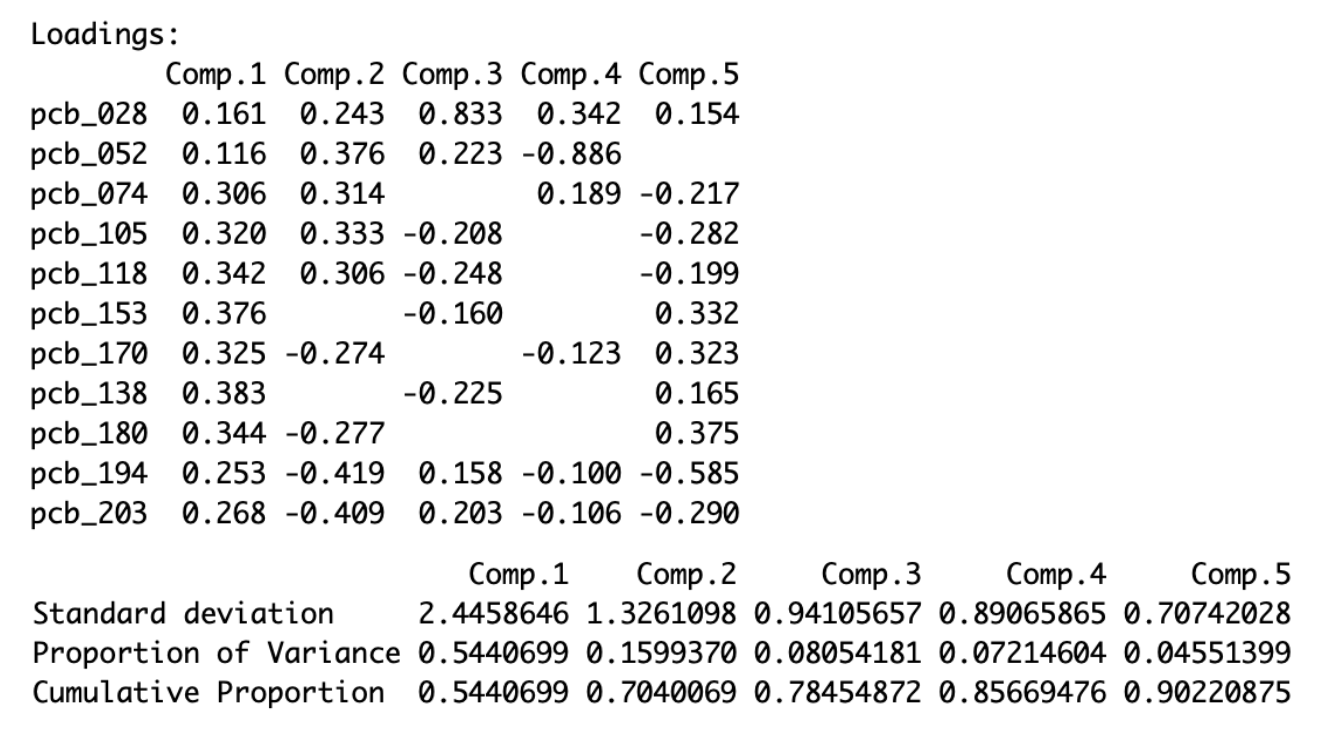 Loadings:
        Comp.1 Comp.2 Comp.3 Comp.4 Comp.5
pcb_028  0.161  0.243  0.833  0.342  0.154
pcb_052  0.116  0.376  0.223 -0.886
pcb_074  0.306  0.314         0.189 -0.217
pcb_105  0.320  0.333 -0.208        -0.282
pcb_118  0.342  0.306 -0.248        -0.199
pcb_153  0.376        -0.160         0.332
pcb_170  0.325 -0.274        -0.123  0.323
pcb_138  0.383        -0.225         0.165
pcb_180  0.344 -0.277                0.375
pcb_194  0.253 -0.419  0.158 -0.100 -0.585
pcb_203  0.268 -0.409  0.203 -0.106 -0.290
                          Comp.1    Comp.2     Comp.3     Comp.4     Comp.5
Standard deviation     2.4458646 1.3261098 0.94105657 0.89065865 0.70742028
Proportion of Variance 0.5440699 0.1599370 0.08054181 0.07214604 0.04551399
Cumulative Proportion  0.5440699 0.7040069 0.78454872 0.85669476 0.90220875